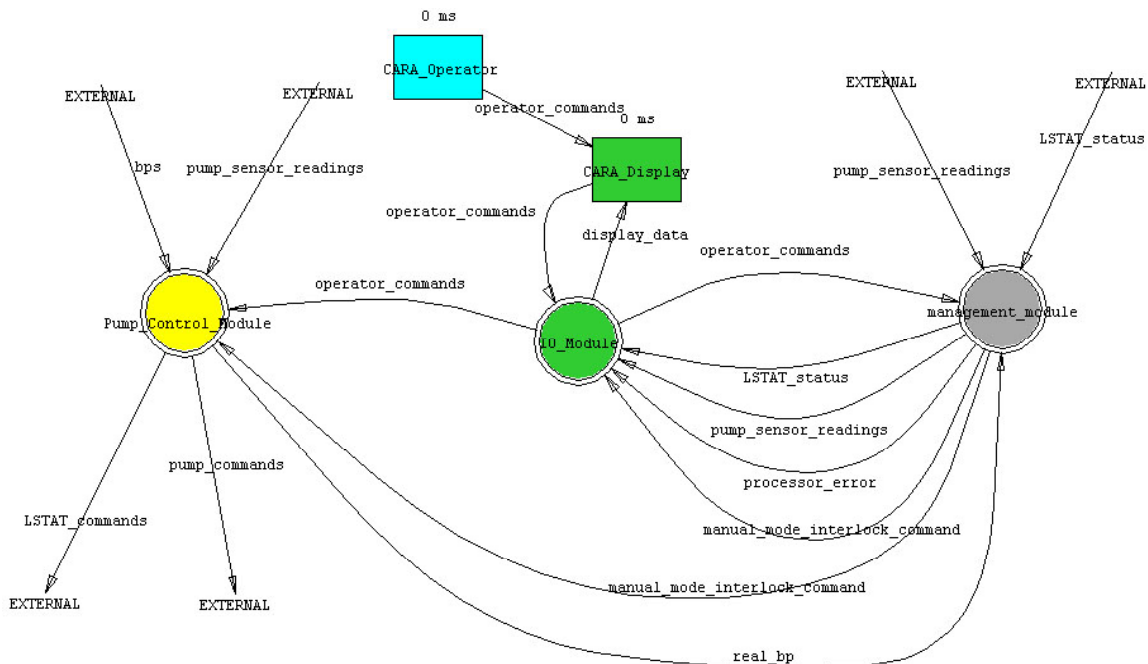 0 ms
CARA_Operator
EXTERNAL
EXTERNAL
EXTERNAL
EXTERNAL
operator_commands
0 ms
LSTAT_status
bps
pump_sensor_readings
CARA_Display
pump_sensor_readings
operator_commands
display_data
operator_commands
operator_commands
Pump_Control_Module
IO_Module
management_module
LSTAT_status
pump_sensor_readings
pump_commands
processor_error
LSTAT_commands
manual_mode_interlock_command
manual_mode_interlock_command
EXTERNAL
EXTERNAL
real_bp